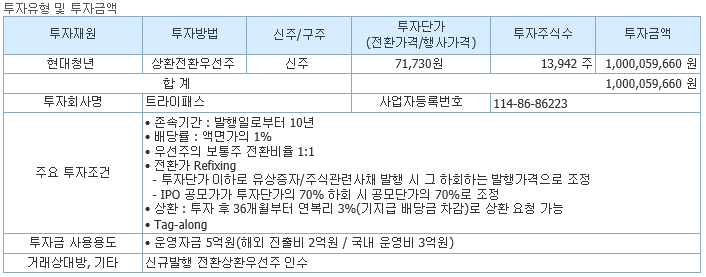 투자유형 및 투자금액
투자재원 투자방법 신주/구주 투자단가 (전환가격/행사가격) 투자주식수 투자금액
현대청년 상환전환우선주 신주 71,730원 13,942 주 1,000,059,660 원
합 계 1,000,059,660 원
투자회사명 트라이패스 사업자등록번호 114-86-86223
주요 투자조건
• 존속기간 : 발행일로부터 10년
• 배당률 : 액면가의 1%
• 우선주의 보통주 전환비율 1:1
• 전환가 Refixing
- 투자단가 이하로 유상증자/주식관련사채 발행 시 그 하회하는 발행가격으로 조정
- IPO 공모가가 투자단가의 70% 하회 시 공모단가의 70%로 조정
• 상환 : 투자 후 36개월부터 연복리 3%(기지급 배당금 차감)로 상환 요청 가능
• Tag-along
투자금 사용용도 • 운영자금 5억원(해외 진출비 2억원 / 국내 운영비 3억원)
거래상대방, 기타 신규발행 전환상환우선주 인수